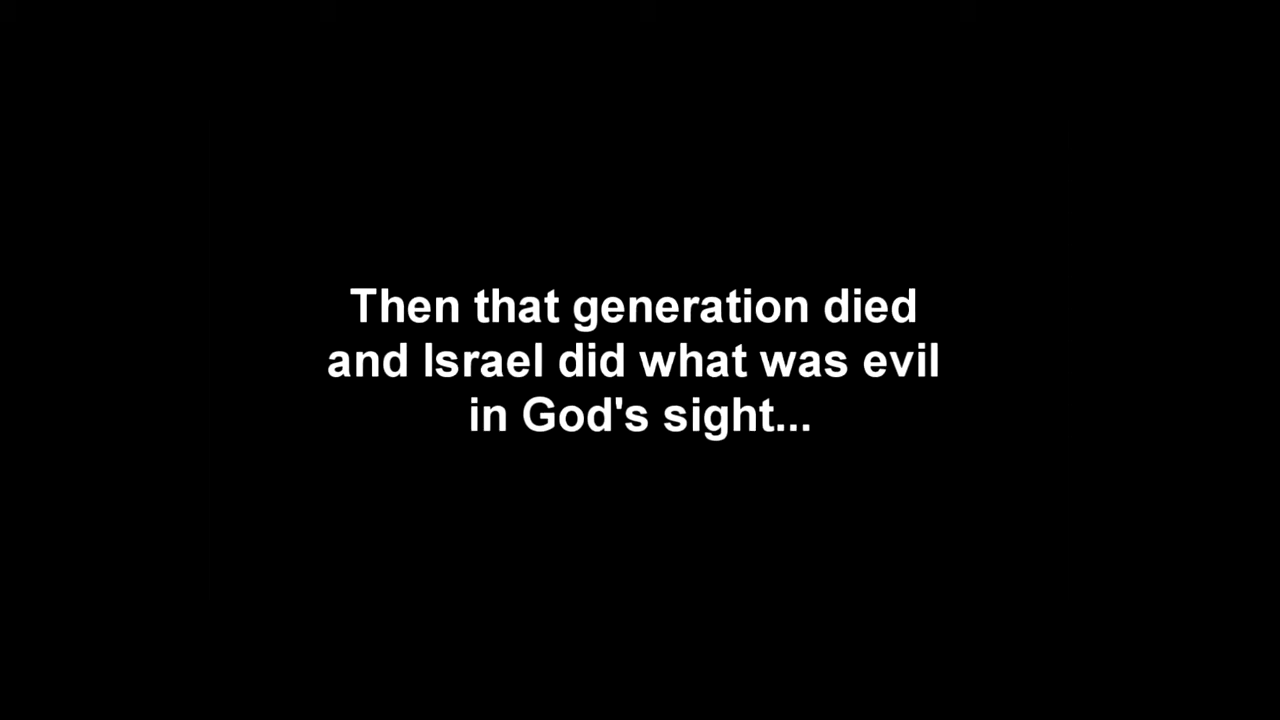 Then that generation died
and Israel did what was evil
in God's sight...